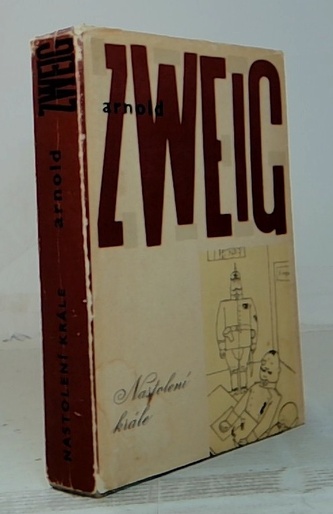 ZWEIG
arnold
Nastolení
krále
NASTOLENÍ KRÁLE arnold ZWEIG